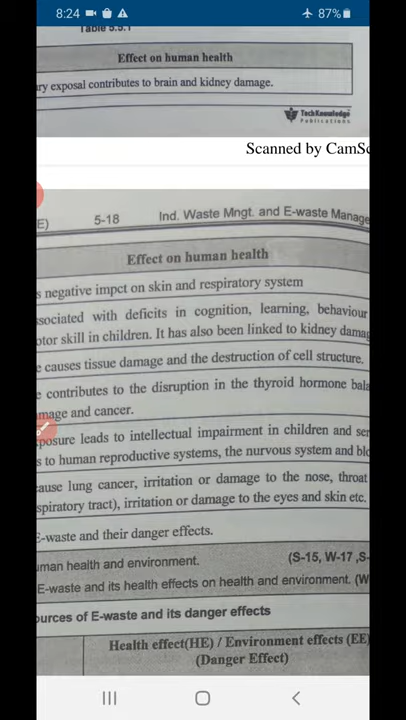 8:24
87%
Table 5.5.1
Effect on human health
ry exposal contributes to brain and kidney damage.
TechKnowledge
Publications
Scanned by CamSc
E)
5-18
Ind. Waste Mngt. and E-waste Manage
Effect on human health
s negative impct on skin and respiratory system
ssociated with deficits in cognition, learning, behaviour
otor skill in children. It has also been linked to kidney damag
e causes tissue damage and the destruction of cell structure.
e contributes to the disruption in the thyroid hormone bala
mage and cancer.
posure leads to intellectual impairment in children and ser
s to human reproductive systems, the nurvous system and blo
ause lung cancer, irritation or damage to the nose, throat
spiratory tract), irritation or damage to the eyes and skin etc.
E-waste and their danger effects.
uman health and environment.
(S-15, W-17 ,S-
E-waste and its health effects on health and environment. (W
ources of E-waste and its danger effects
Health effect(HE) / Environment effects (EE)
(Danger Effect)